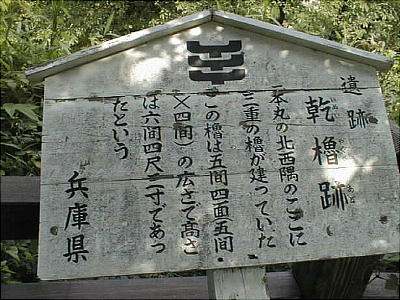 遺跡
乾櫓跡
本丸の北西隅のここに
三重の櫓が建っていた
この櫓は五間四面(五間
×四間)の広さで高さ
は六間四尺二寸であっ
たという
兵庫県